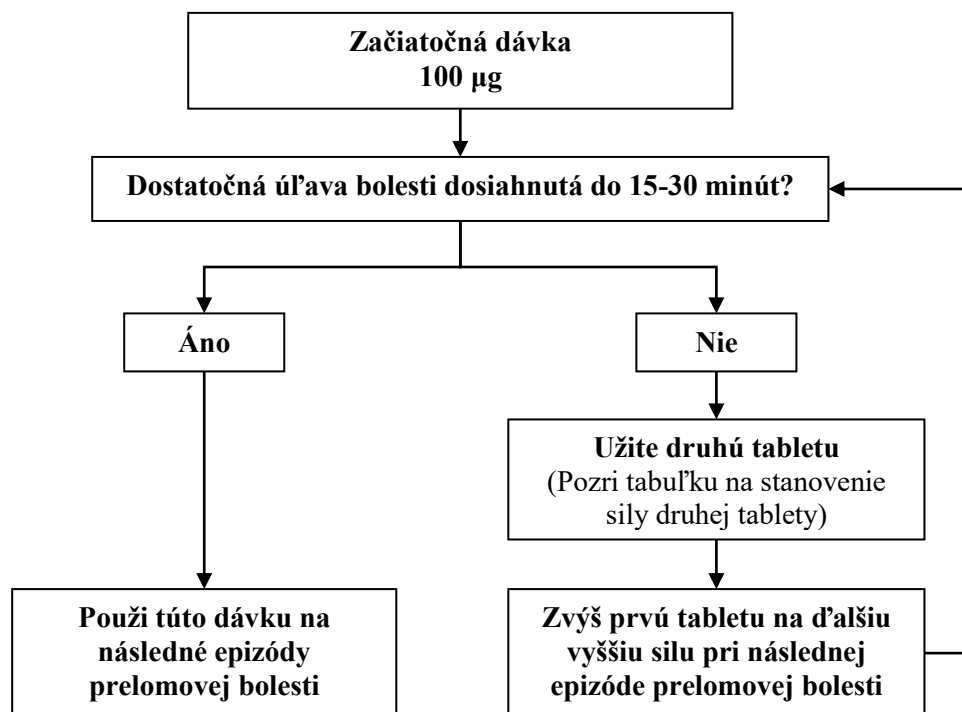 Začiatočná dávka
100 µg
Dostatočná úľava bolesti dosiahnutá do 15-30 minút?
Áno
Nie
Užite druhú tabletu
(Pozri tabuľku na stanovenie
sily druhej tablety)
Použi túto dávku na
následné epizódy
prelomovej bolesti
Zvýš prvú tabletu na ďalšiu
vyššiu silu pri následnej
epizóde prelomovej bolesti